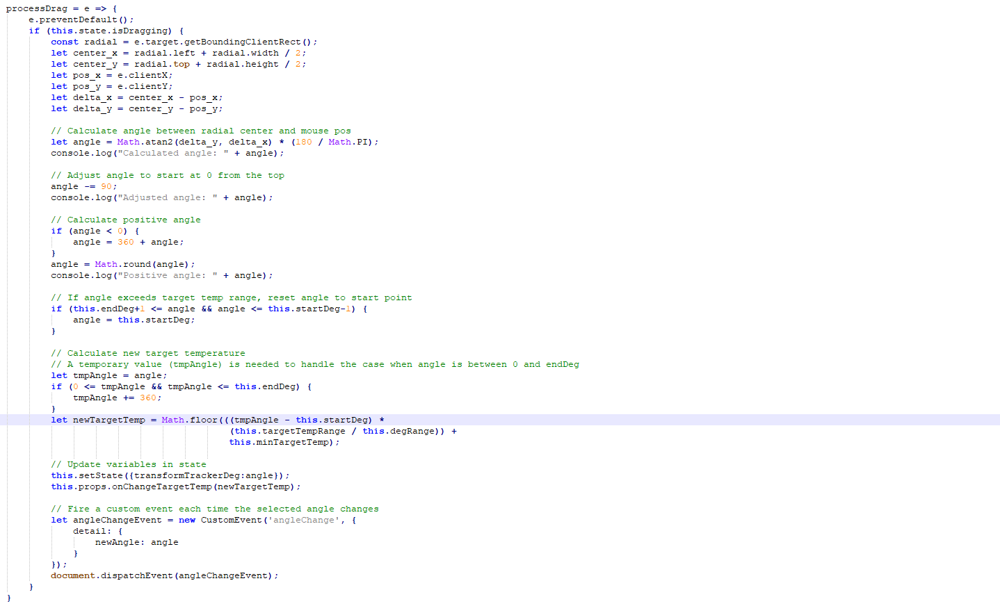 processDrag = e => {
    e.preventDefault();
    if (this.state.isDragging) {
        const radial = e.target.getBoundingClientRect();
        let center_x = radial.left + radial.width / 2;
        let center_y = radial.top + radial.height / 2;
        let pos_x = e.clientX;
        let pos_y = e.clientY;
        let delta_x = center_x - pos_x;
        let delta_y = center_y - pos_y;

        // Calculate angle between radial center and mouse pos
        let angle = Math.atan2(delta_y, delta_x) * (180 / Math.PI);
        console.log("Calculated angle: " + angle);

        // Adjust angle to start at 0 from the top
        angle -= 90;
        console.log("Adjusted angle: " + angle);

        // Calculate positive angle
        if (angle < 0) {
            angle = 360 + angle;
        }
        angle = Math.round(angle);
        console.log("Positive angle: " + angle);

        // If angle exceeds target temp range, reset angle to start point
        if (this.endDeg+1 <= angle && angle <= this.startDeg-1) {
            angle = this.startDeg;
        }

        // Calculate new target temperature
        // A temporary value (tmpAngle) is needed to handle the case when angle is between 0 and endDeg
        let tmpAngle = angle;
        if (0 <= tmpAngle && tmpAngle <= this.endDeg) {
            tmpAngle += 360;
        }
        let newTargetTemp = Math.floor(((tmpAngle - this.startDeg) *
                                        (this.targetTempRange / this.degRange)) +
                                        this.minTargetTemp);

        // Update variables in state
        this.setState({transformTrackerDeg:angle});
        this.props.onChangeTargetTemp(newTargetTemp);

        // Fire a custom event each time the selected angle changes
        let angleChangeEvent = new CustomEvent('angleChange', {
            detail: {
                newAngle: angle
            }
        });
        document.dispatchEvent(angleChangeEvent);
    }
}